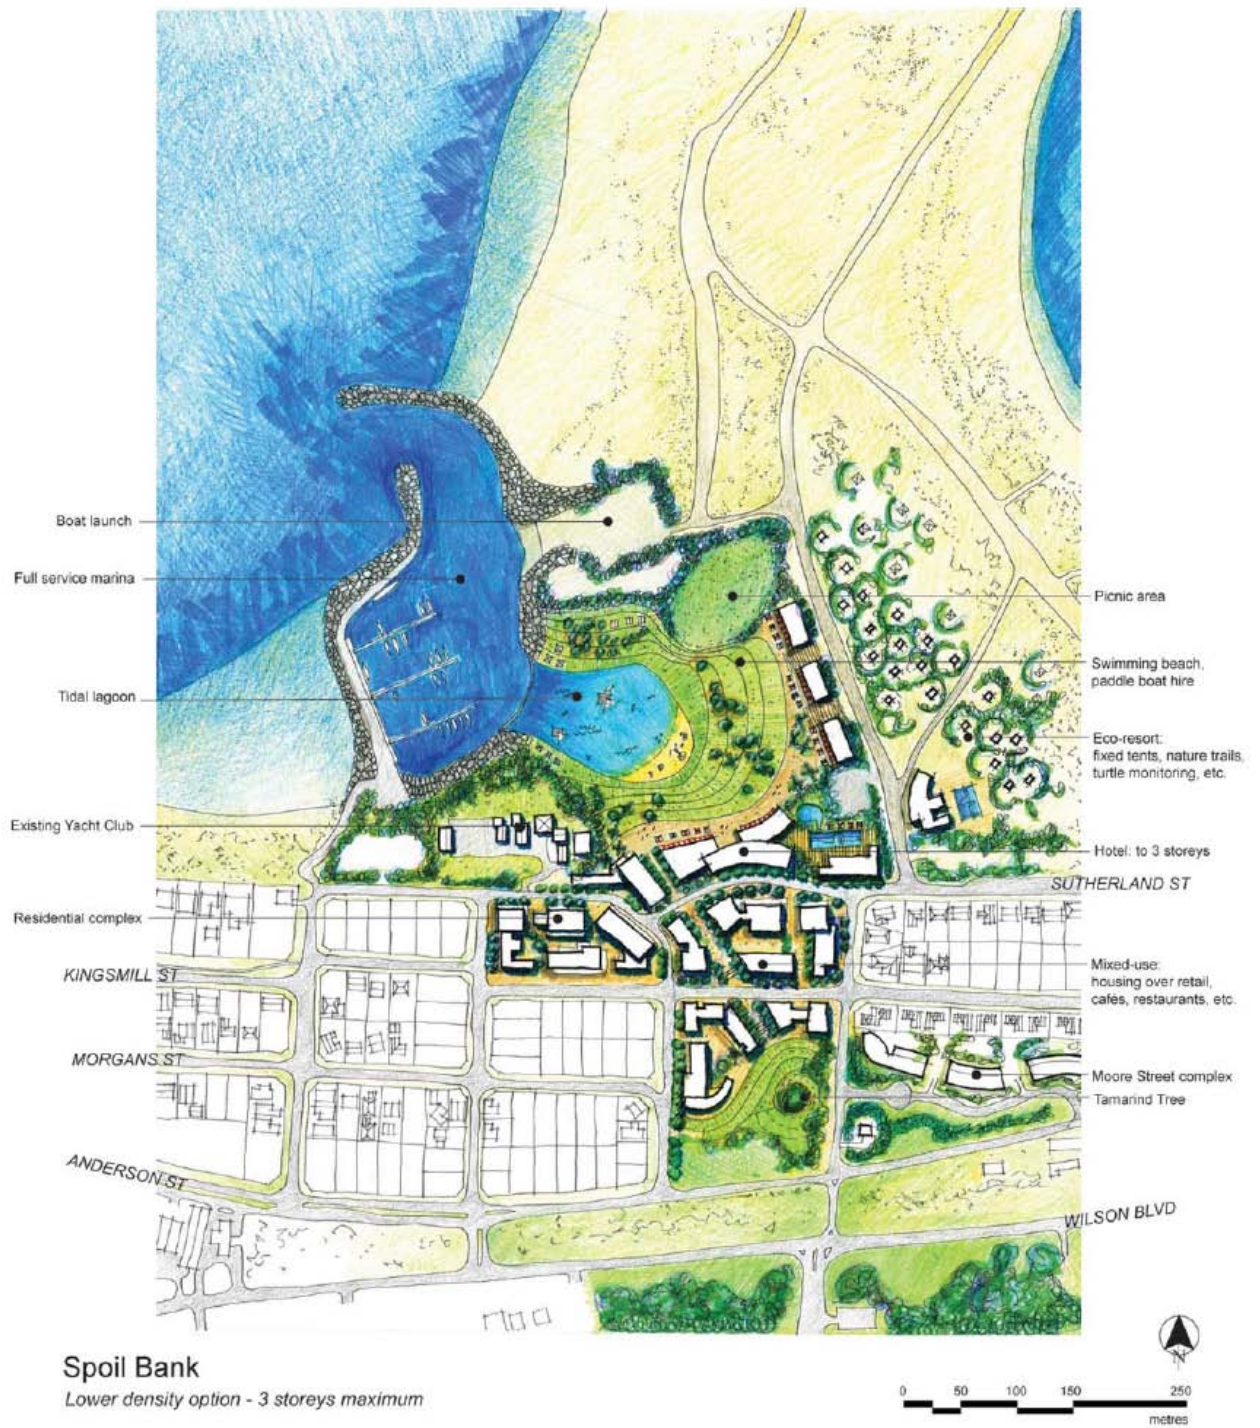 Boat launch
Full service marina
Picnic area
Swimming beach,
paddle boat hire
Tidal lagoon
Eco-resort:
fixed tents, nature trails,
turtle monitoring, etc.
Existing Yacht Club
Hotel: to 3 storeys
SUTHERLAND ST
Residential complex
KINGSMILL ST
Mixed-use:
housing over retail,
cafés, restaurants, etc.
MORGANS ST
Moore Street complex
Tamarind Tree
ANDERSON ST
WILSON BLVD
N
Spoil Bank
Lower density option - 3 storeys maximum
0 50 100 150 250
metres